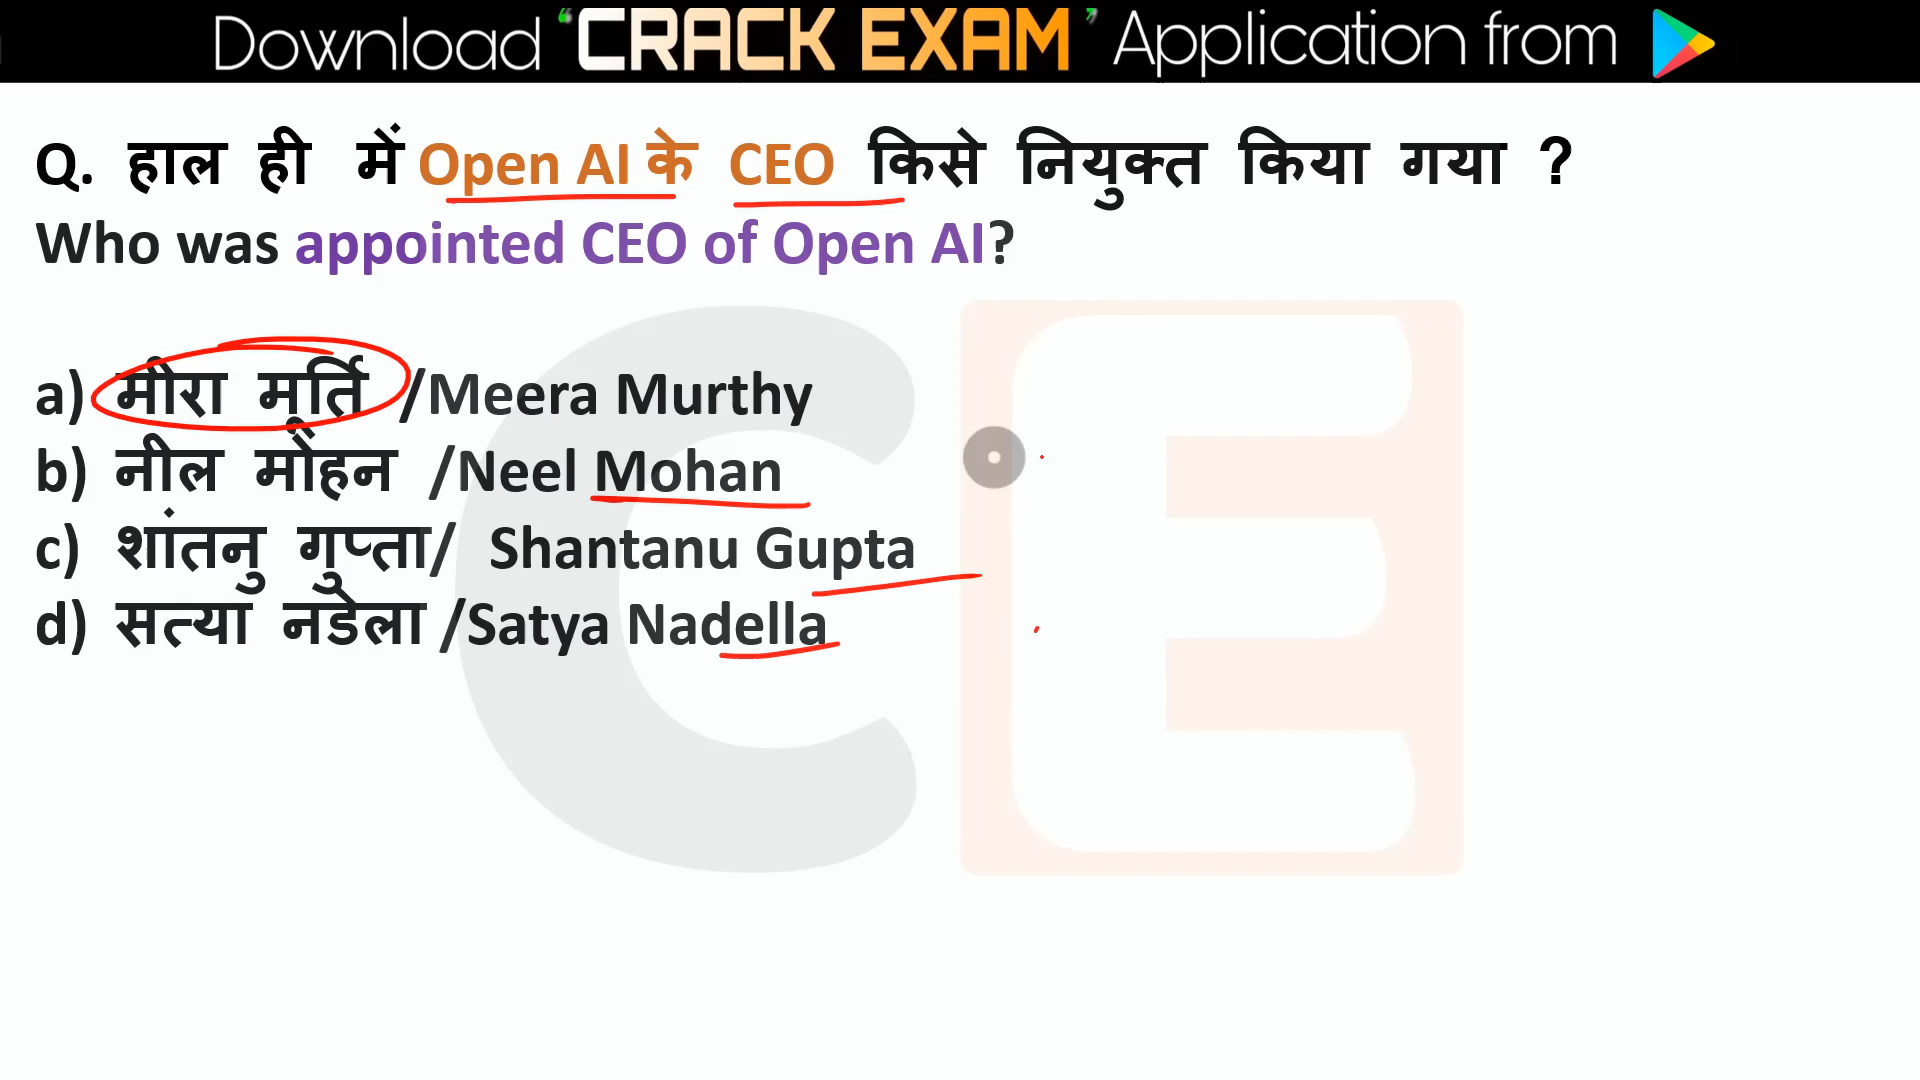 Download ‘CRACK EXAM’ Application from
Q. हाल ही में Open AI के CEO किसे नियुक्त किया गया ?
Who was appointed CEO of Open AI?
a) मीरा मूर्ति /Meera Murthy
b) नील मोहन /Neel Mohan
c) शांतनु गुप्ता/ Shantanu Gupta
d) सत्या नडेला /Satya Nadella
CE